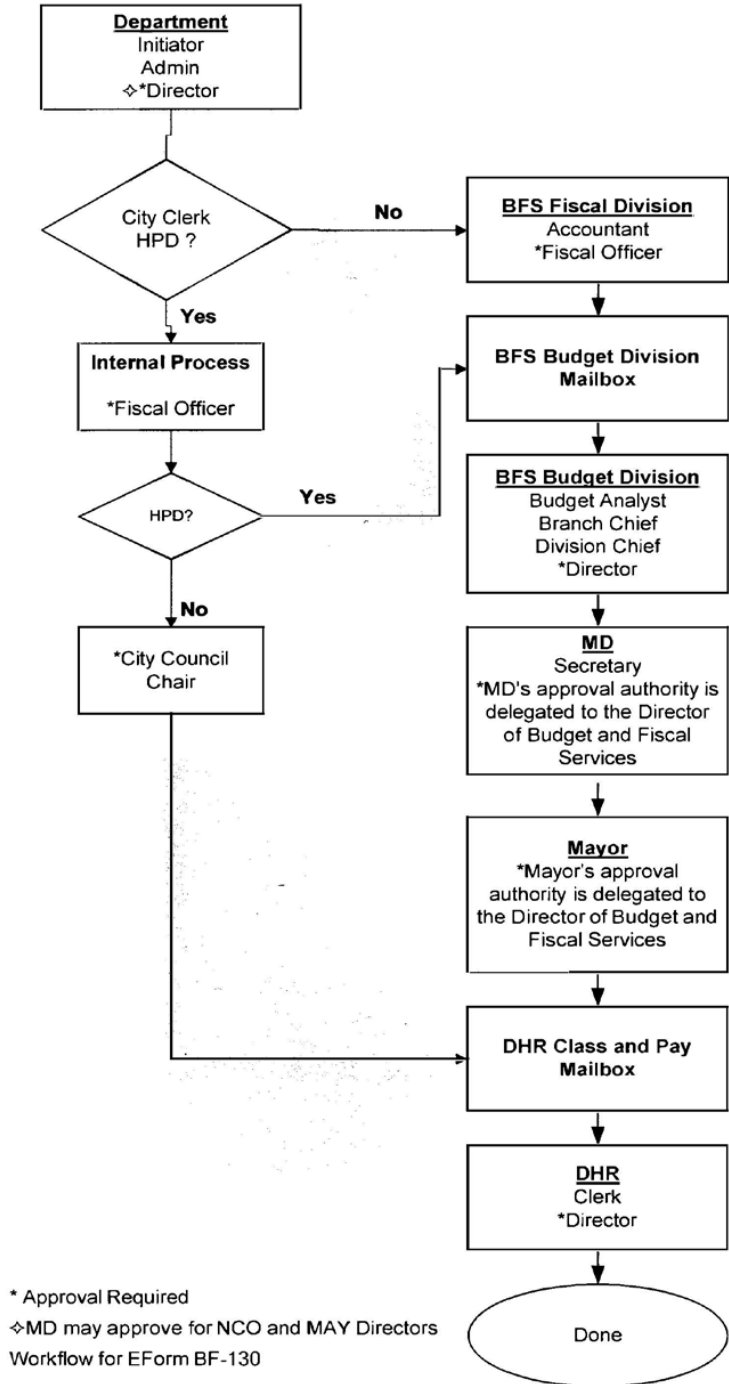 Department
Initiator
Admin
✧*Director
City Clerk
HPD ?
No
BFS Fiscal Division
Accountant
*Fiscal Officer
Yes
Internal Process
*Fiscal Officer
BFS Budget Division
Mailbox
HPD?
Yes
BFS Budget Division
Budget Analyst
Branch Chief
Division Chief
*Director
No
*City Council
Chair
MD
Secretary
*MD's approval authority is
delegated to the Director
of Budget and Fiscal
Services
Mayor
*Mayor's approval
authority is delegated to
the Director of Budget and
Fiscal Services
DHR Class and Pay
Mailbox
DHR
Clerk
*Director
Done
* Approval Required
✧MD may approve for NCO and MAY Directors
Workflow for EForm BF-130